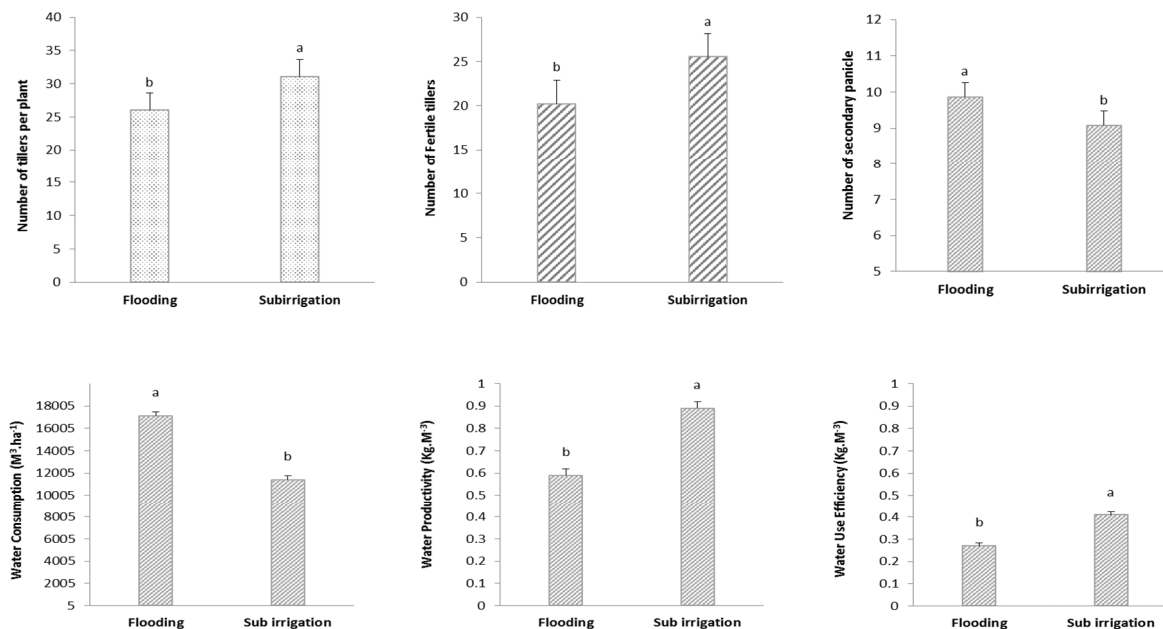 Number of tillers per plant
40
35
30
25
20
15
10
5
0
b
a
Flooding Subirrigation
Number of Fertile tillers
30
25
20
15
10
5
0
b
a
Flooding Subirrigation
Number of secondary panicle
12
11
10
9
8
7
6
5
a
b
Flooding Subirrigation
Water Consumption (M³.ha⁻¹)
18005
16005
14005
12005
10005
8005
6005
4005
2005
5
a
b
Flooding Sub irrigation
Water Productivity (Kg.M⁻³)
1
0.9
0.8
0.7
0.6
0.5
0.4
0.3
0.2
0.1
0
b
a
Flooding Sub irrigation
Water Use Efficiency (Kg.M⁻³)
1
0.9
0.8
0.7
0.6
0.5
0.4
0.3
0.2
0.1
0
b
a
Flooding Sub irrigation